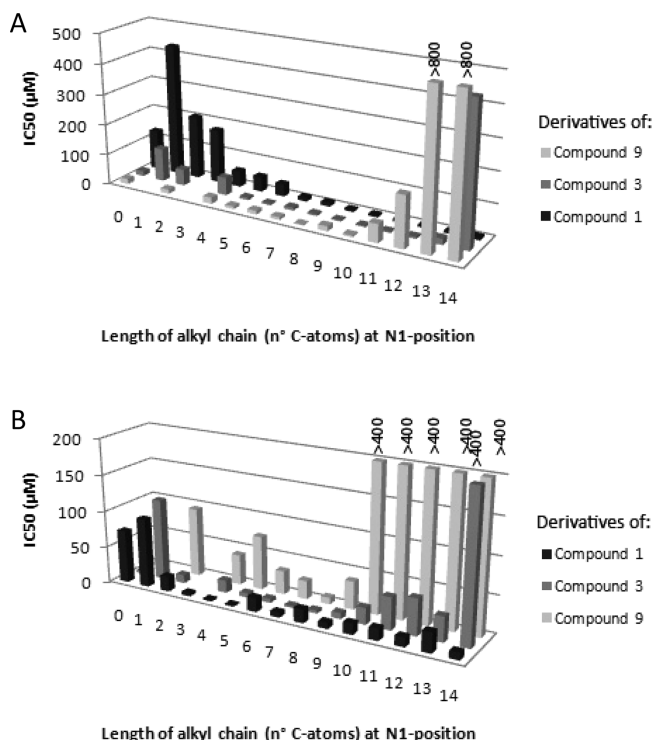 A
500
400
300
200
100
0
IC50 (µM)
>800
>800
0 1 2 3 4 5 6 7 8 9 10 11 12 13 14
Length of alkyl chain (n° C-atoms) at N1-position
Derivatives of:
Compound 9
Compound 3
Compound 1
B
200
150
100
50
0
IC50 (µM)
>400
>400
>400
>400
>400
>400
0 1 2 3 4 5 6 7 8 9 10 11 12 13 14
Length of alkyl chain (n° C-atoms) at N1-position
Derivatives of:
Compound 1
Compound 3
Compound 9